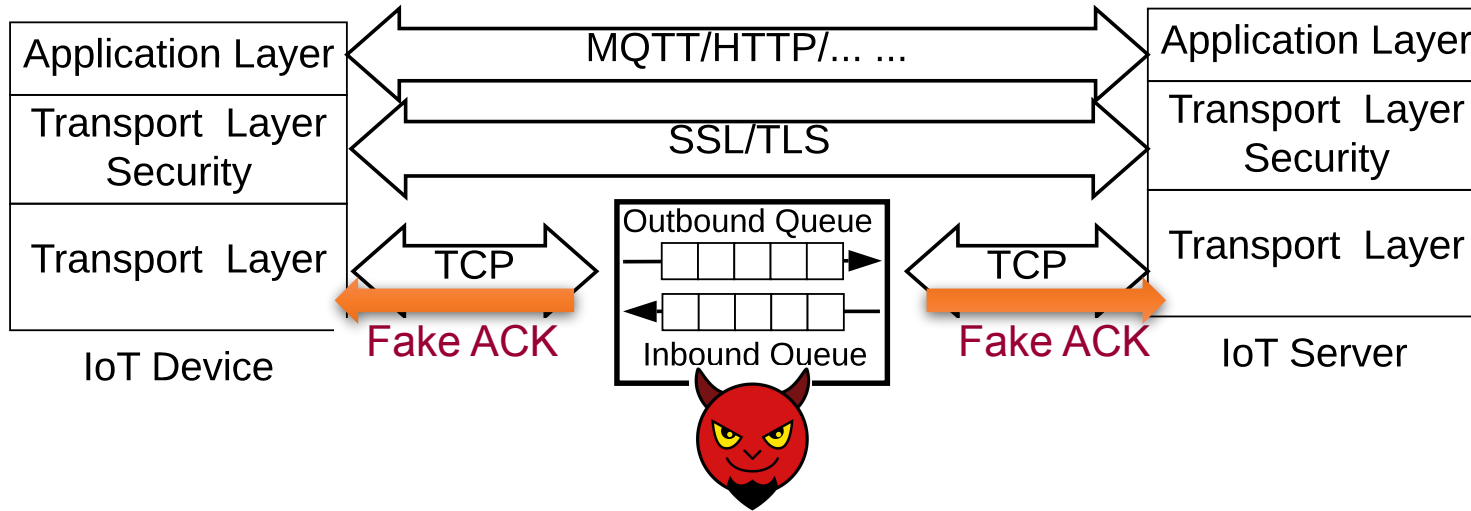 Application Layer
MQTT/HTTP/... ...
Application Layer
Transport Layer
Security
SSL/TLS
Transport Layer
Security
Transport Layer
TCP
Outbound Queue
Inbound Queue
TCP
Transport Layer
Fake ACK
Fake ACK
IoT Device
IoT Server